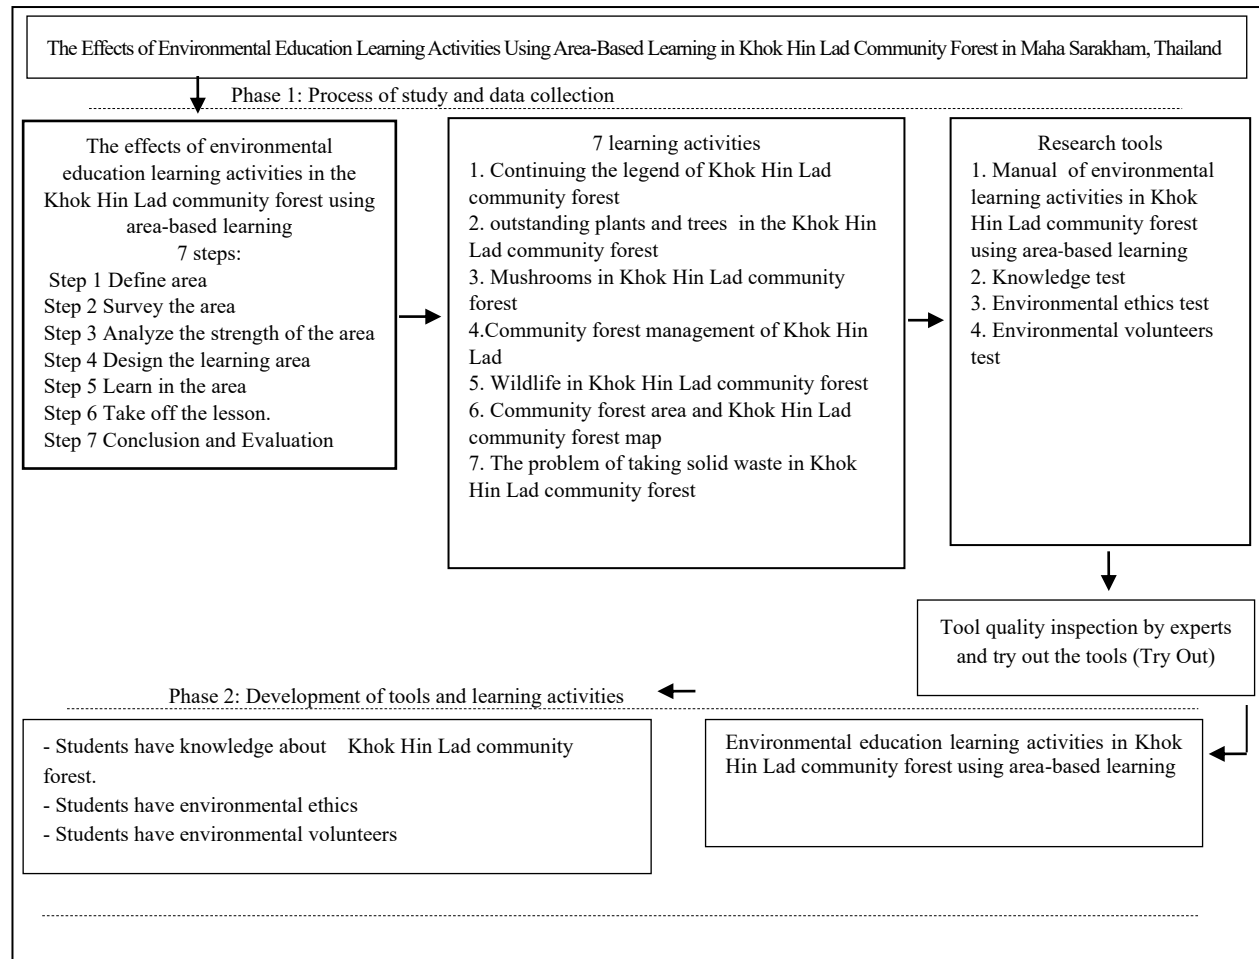 The Effects of Environmental Education Learning Activities Using Area-Based Learning in Khok Hin Lad Community Forest in Maha Sarakham, Thailand
Phase 1: Process of study and data collection
The effects of environmental
education learning activities in the
Khok Hin Lad community forest using
area-based learning
7 steps:
Step 1 Define area
Step 2 Survey the area
Step 3 Analyze the strength of the area
Step 4 Design the learning area
Step 5 Learn in the area
Step 6 Take off the lesson.
Step 7 Conclusion and Evaluation
7 learning activities
1. Continuing the legend of Khok Hin Lad
community forest
2. outstanding plants and trees in the Khok Hin
Lad community forest
3. Mushrooms in Khok Hin Lad community
forest
4.Community forest management of Khok Hin
Lad
5. Wildlife in Khok Hin Lad community forest
6. Community forest area and Khok Hin Lad
community forest map
7. The problem of taking solid waste in Khok
Hin Lad community forest
Research tools
1. Manual of environmental
learning activities in Khok
Hin Lad community forest
using area-based learning
2. Knowledge test
3. Environmental ethics test
4. Environmental volunteers
test
Tool quality inspection by experts
and try out the tools (Try Out)
Phase 2: Development of tools and learning activities
Environmental education learning activities in Khok
Hin Lad community forest using area-based learning
- Students have knowledge about Khok Hin Lad community
forest.
- Students have environmental ethics
- Students have environmental volunteers